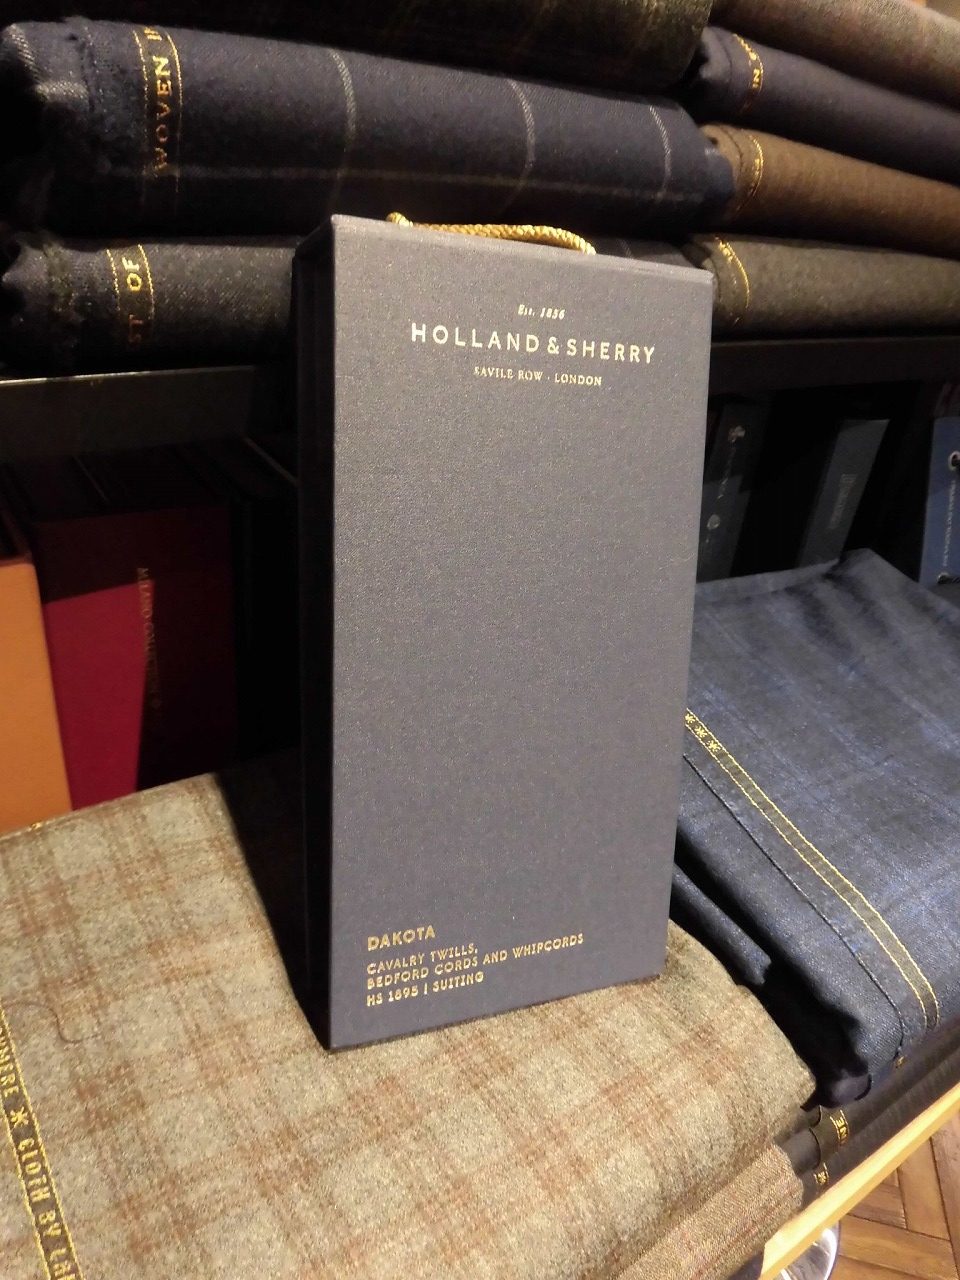 WOVEN
IN
ST OF
Est. 1836
HOLLAND & SHERRY
SAVILE ROW · LONDON
DAKOTA
CAVALRY TWILLS,
BEDFORD CORDS AND WHIPCORDS
HS 1895 | SUITING
CLOTH BY